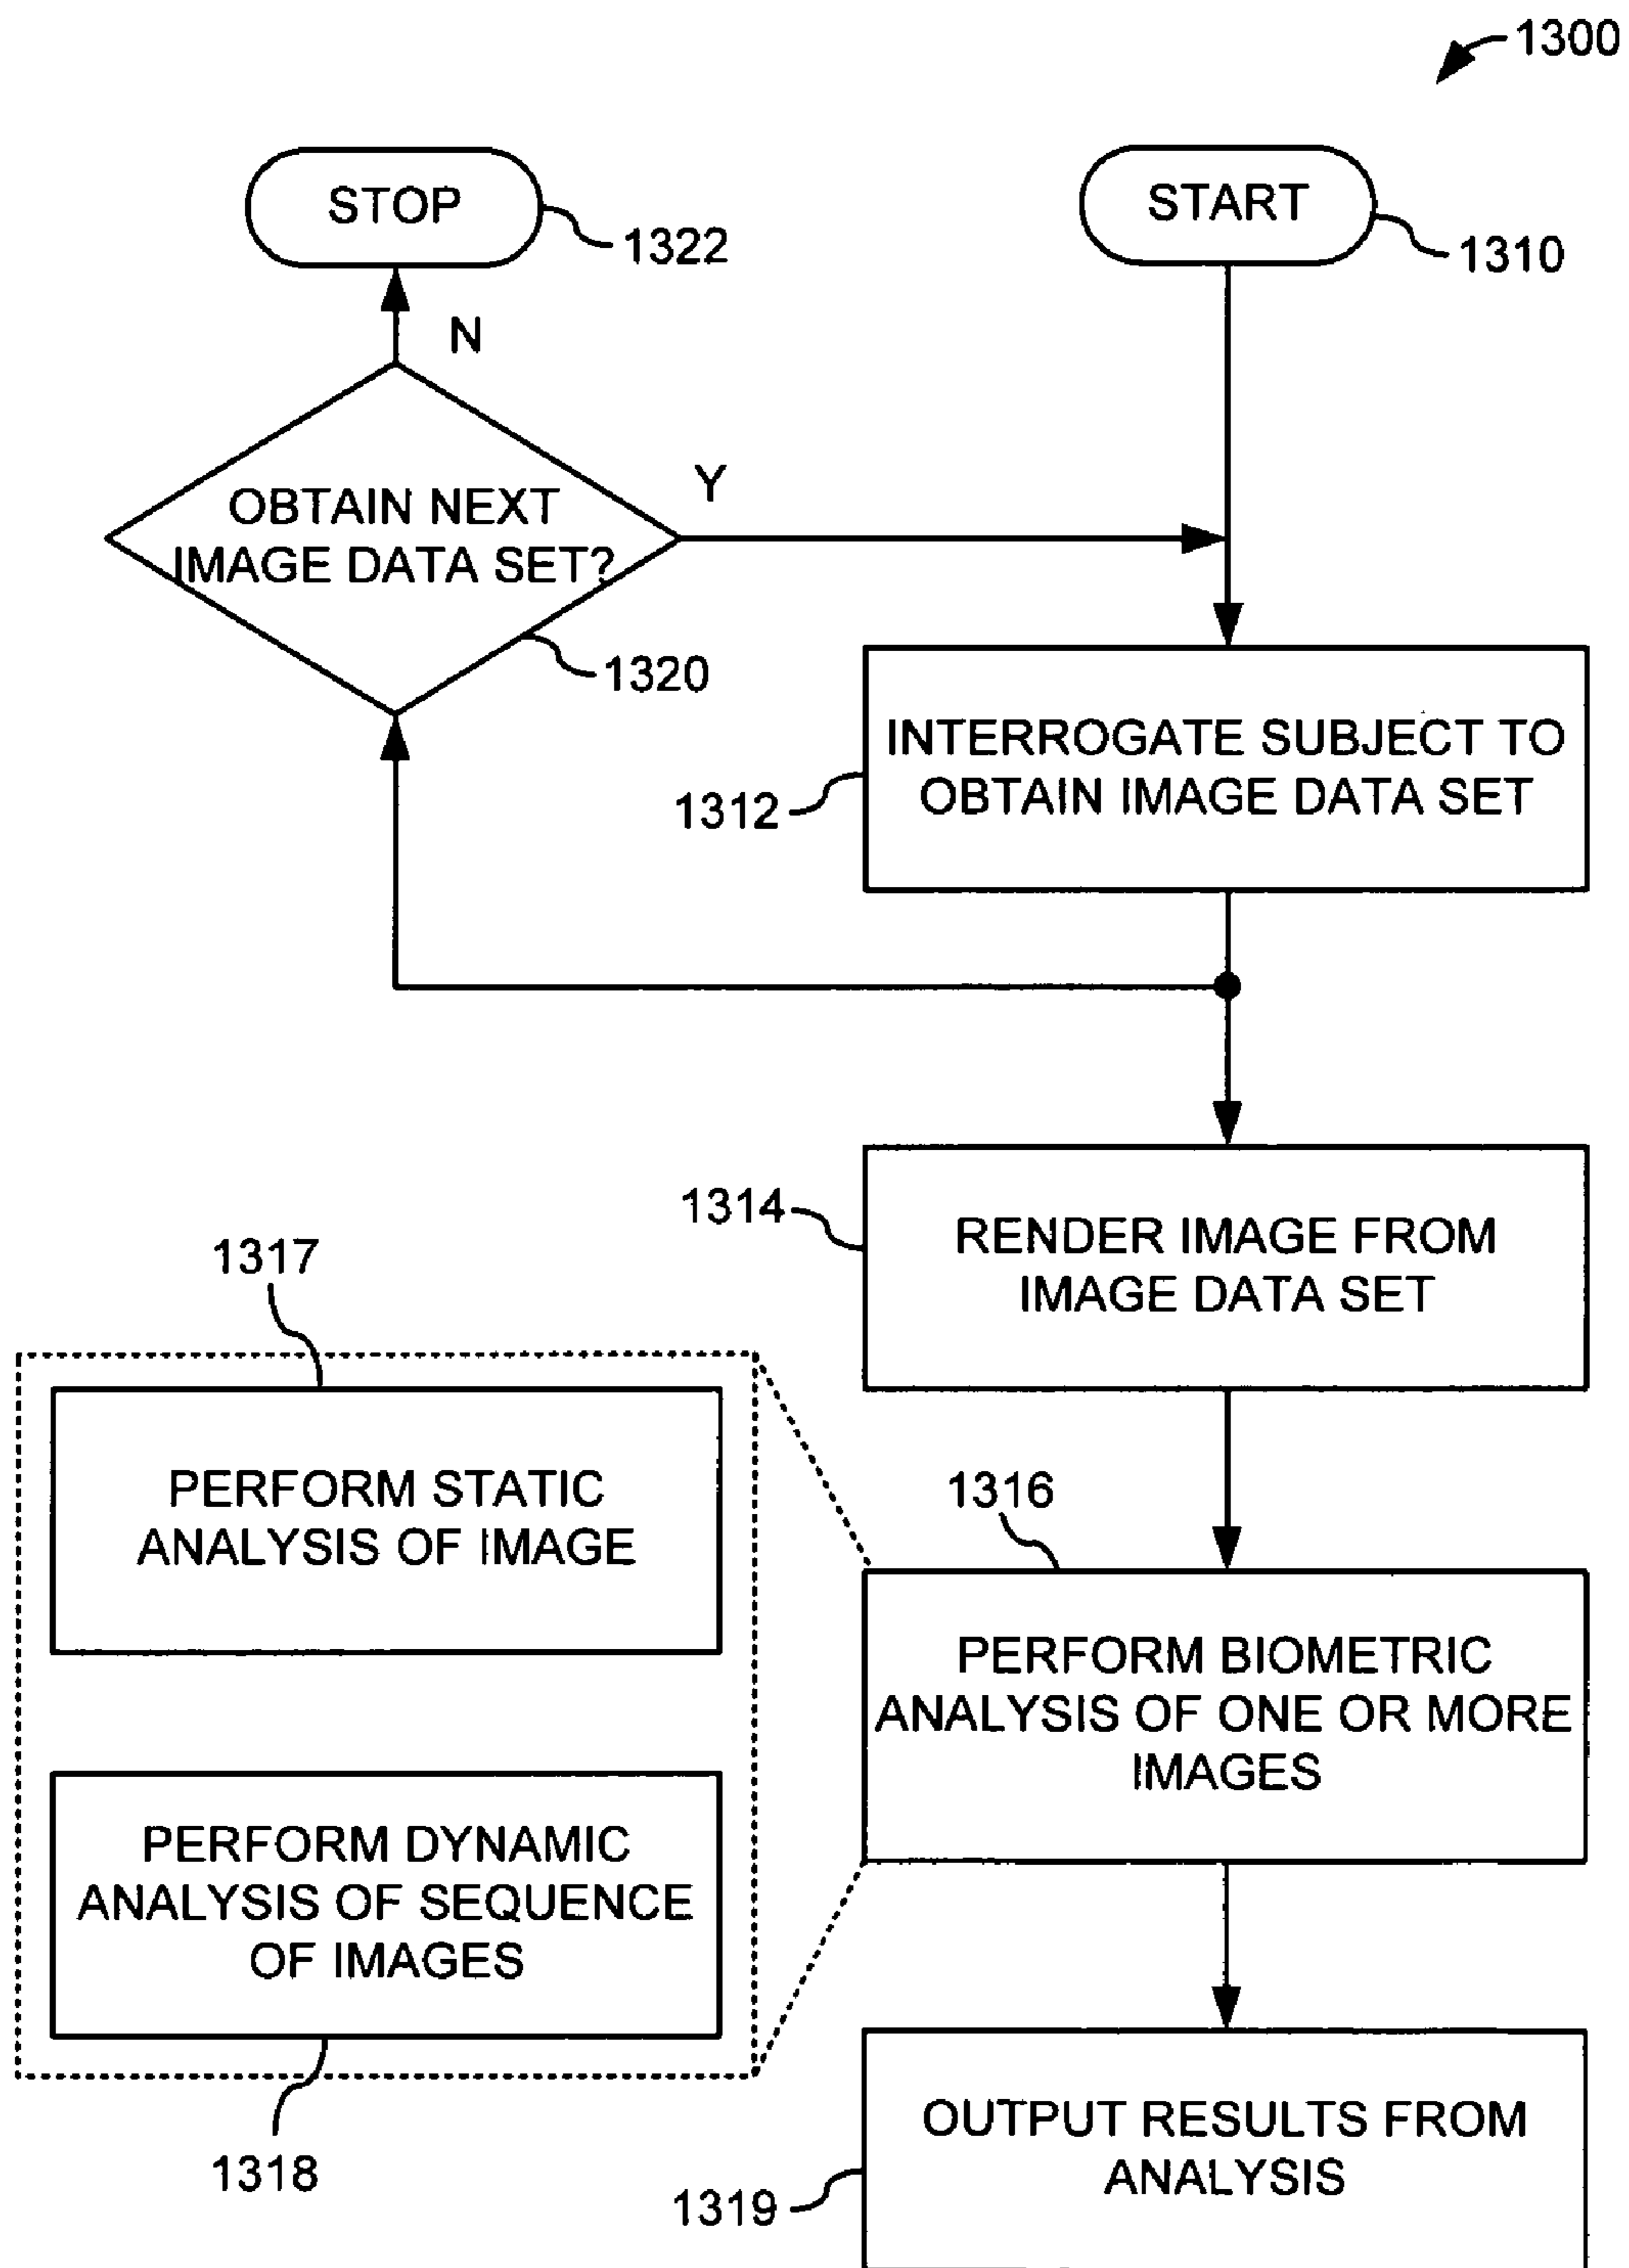 1300
STOP
1322
START
1310
N
OBTAIN NEXT
IMAGE DATA SET?
Y
1320
INTERROGATE SUBJECT TO
OBTAIN IMAGE DATA SET
1312
1314
RENDER IMAGE FROM
IMAGE DATA SET
1317
PERFORM STATIC
ANALYSIS OF IMAGE
1316
PERFORM BIOMETRIC
ANALYSIS OF ONE OR MORE
IMAGES
PERFORM DYNAMIC
ANALYSIS OF SEQUENCE
OF IMAGES
1318
OUTPUT RESULTS FROM
ANALYSIS
1319